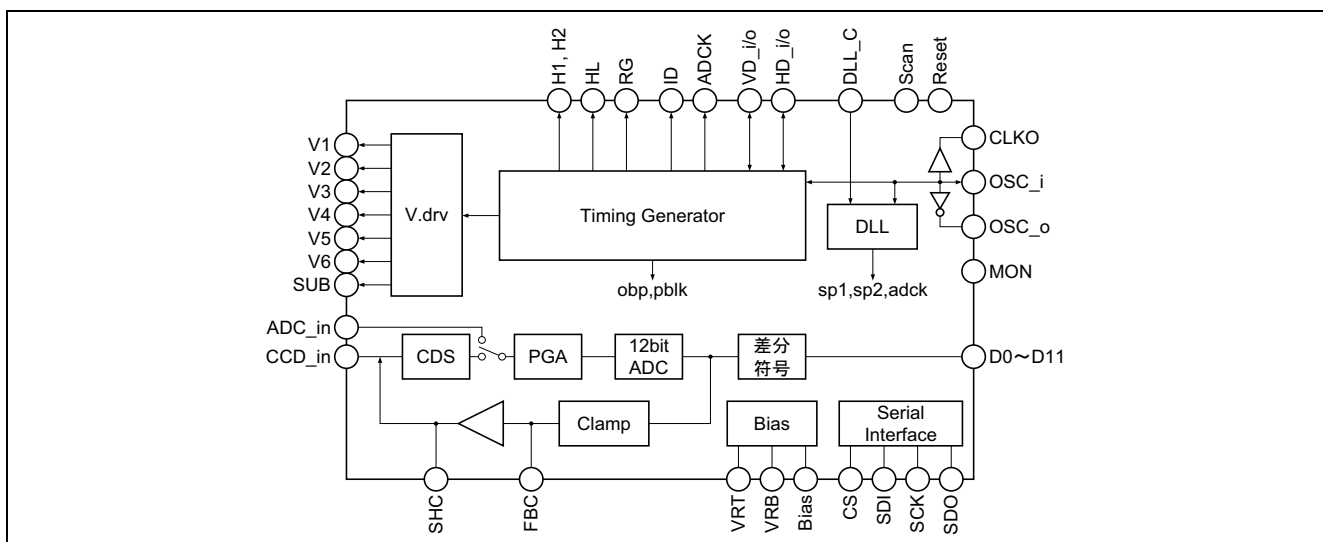 H1, H2
HL
RG
ID
ADCK
VD_i/o
HD_i/o
DLL_C
Scan
Reset
V1
V2
V3
V4
V5
V6
SUB
V.drv
Timing Generator
DLL
CLKO
OSC_i
OSC_o
MON
obp,pblk
sp1,sp2,adck
ADC_in
CCD_in
CDS
PGA
12bit
ADC
差分
符号
D0～D11
Clamp
Bias
Serial
Interface
SHC
FBC
VRT
VRB
Bias
CS
SDI
SCK
SDO